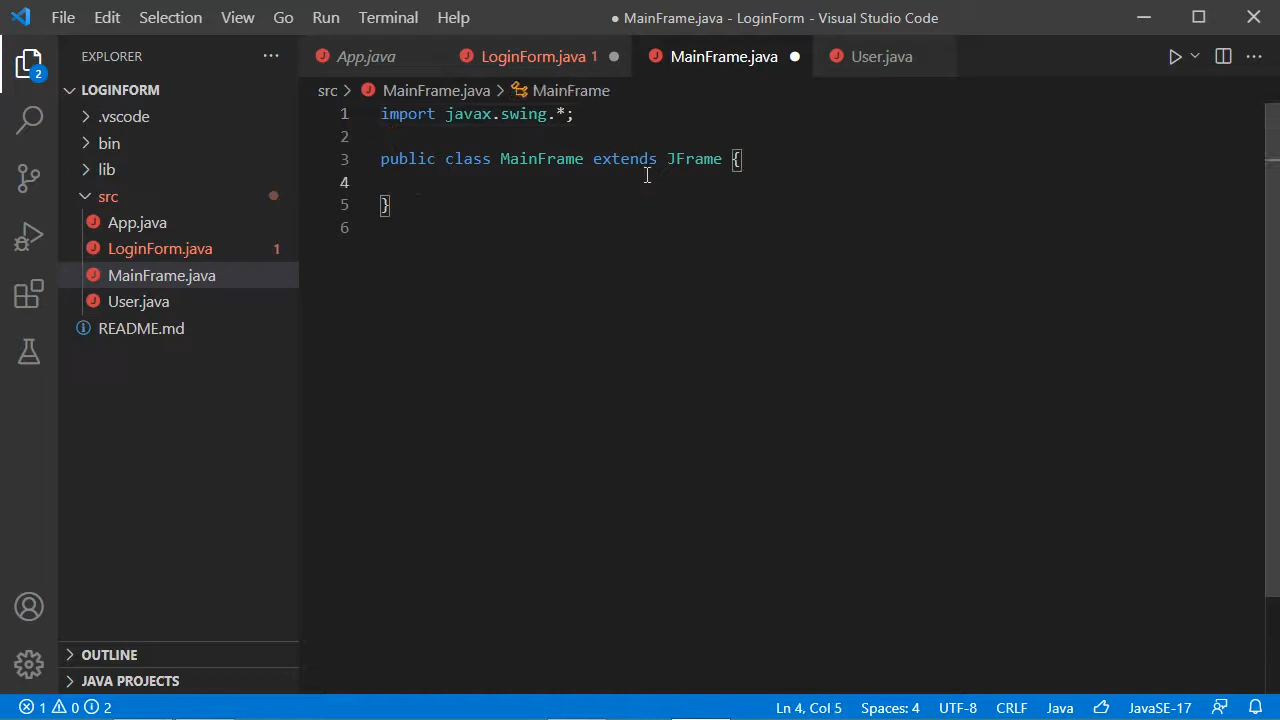 File Edit Selection View Go Run Terminal Help
● MainFrame.java - LoginForm - Visual Studio Code
2
EXPLORER
LOGINFORM
.vscode
bin
lib
src
App.java
LoginForm.java 1
MainFrame.java
User.java
README.md
OUTLINE
JAVA PROJECTS
App.java LoginForm.java 1 MainFrame.java User.java
src > MainFrame.java > MainFrame
1 import javax.swing.*;
2
3 public class MainFrame extends JFrame {
4
5 }
6
1 0 2 Ln 4, Col 5 Spaces: 4 UTF-8 CRLF Java JavaSE-17